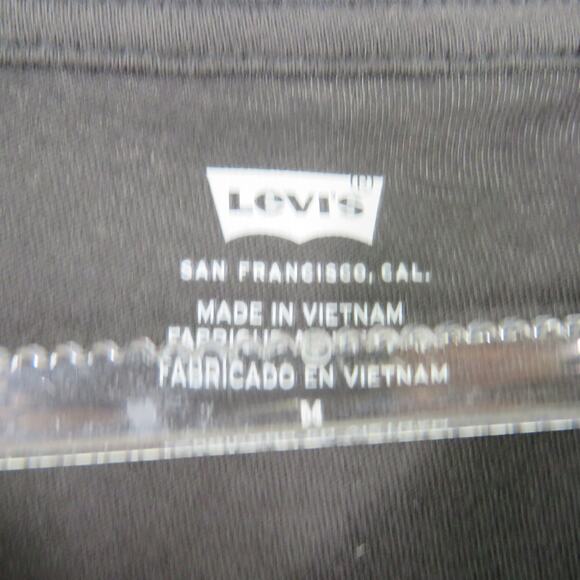 LEVI'S
SAN FRANCISCO, CAL.
MADE IN VIETNAM
FABRICADO EN VIETNAM
M